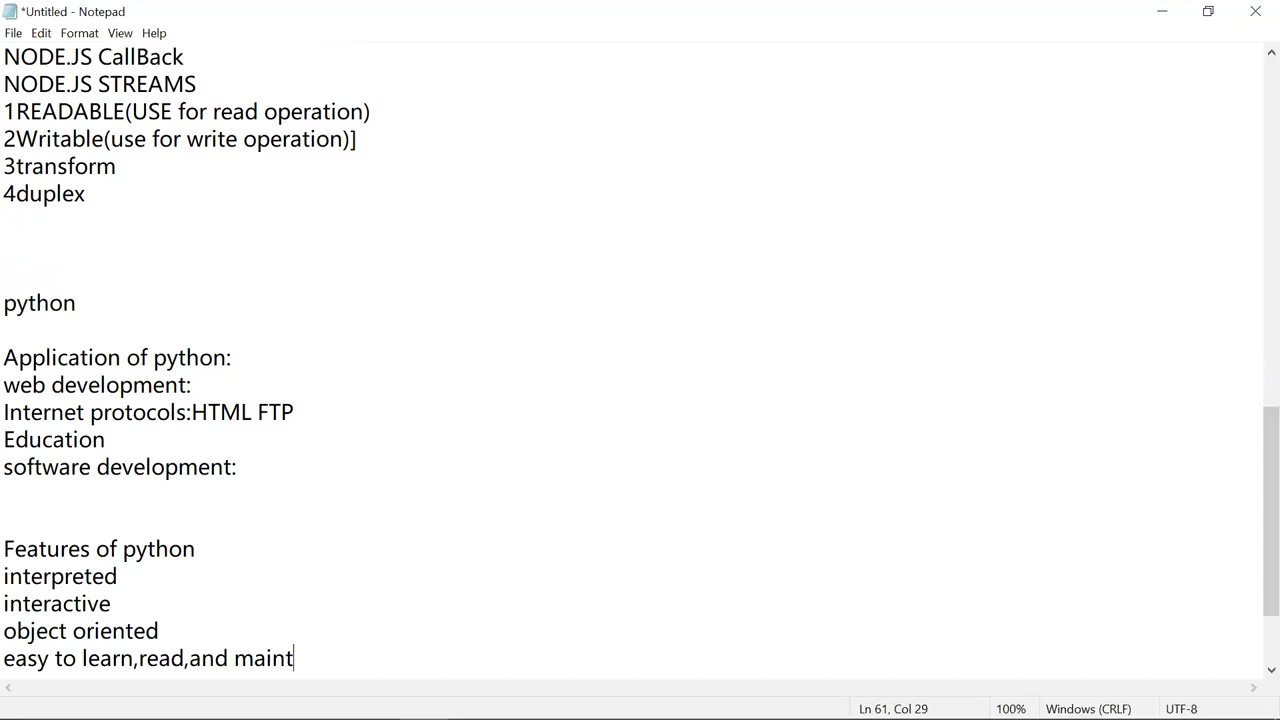 *Untitled - Notepad
File Edit Format View Help
NODE.JS CallBack
NODE.JS STREAMS
1READABLE(USE for read operation)
2Writable(use for write operation)]
3transform
4duplex
python
Application of python:
web development:
Internet protocols:HTML FTP
Education
software development:
Features of python
interpreted
interactive
object oriented
easy to learn,read,and maint
Ln 61, Col 29 100% Windows (CRLF) UTF-8